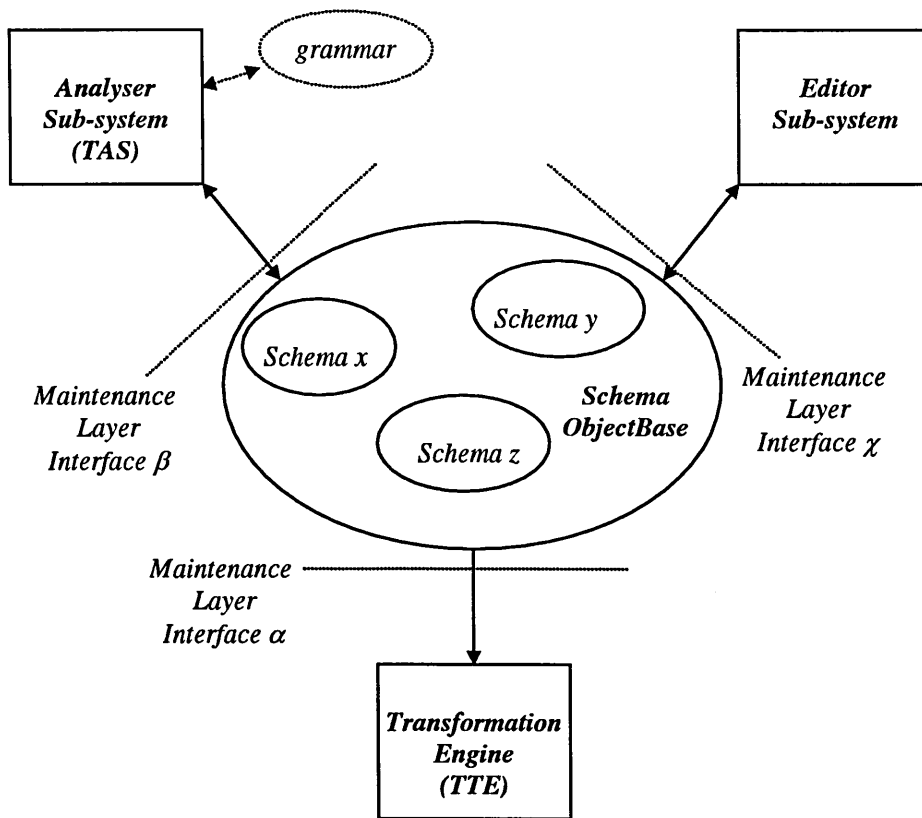 grammar
Analyser
Sub-system
(TAS)
Editor
Sub-system
Schema y
Schema x
Schema
ObjectBase
Schema z
Maintenance
Layer
Interface β
Maintenance
Layer
Interface χ
Maintenance
Layer
Interface α
Transformation
Engine
(TTE)